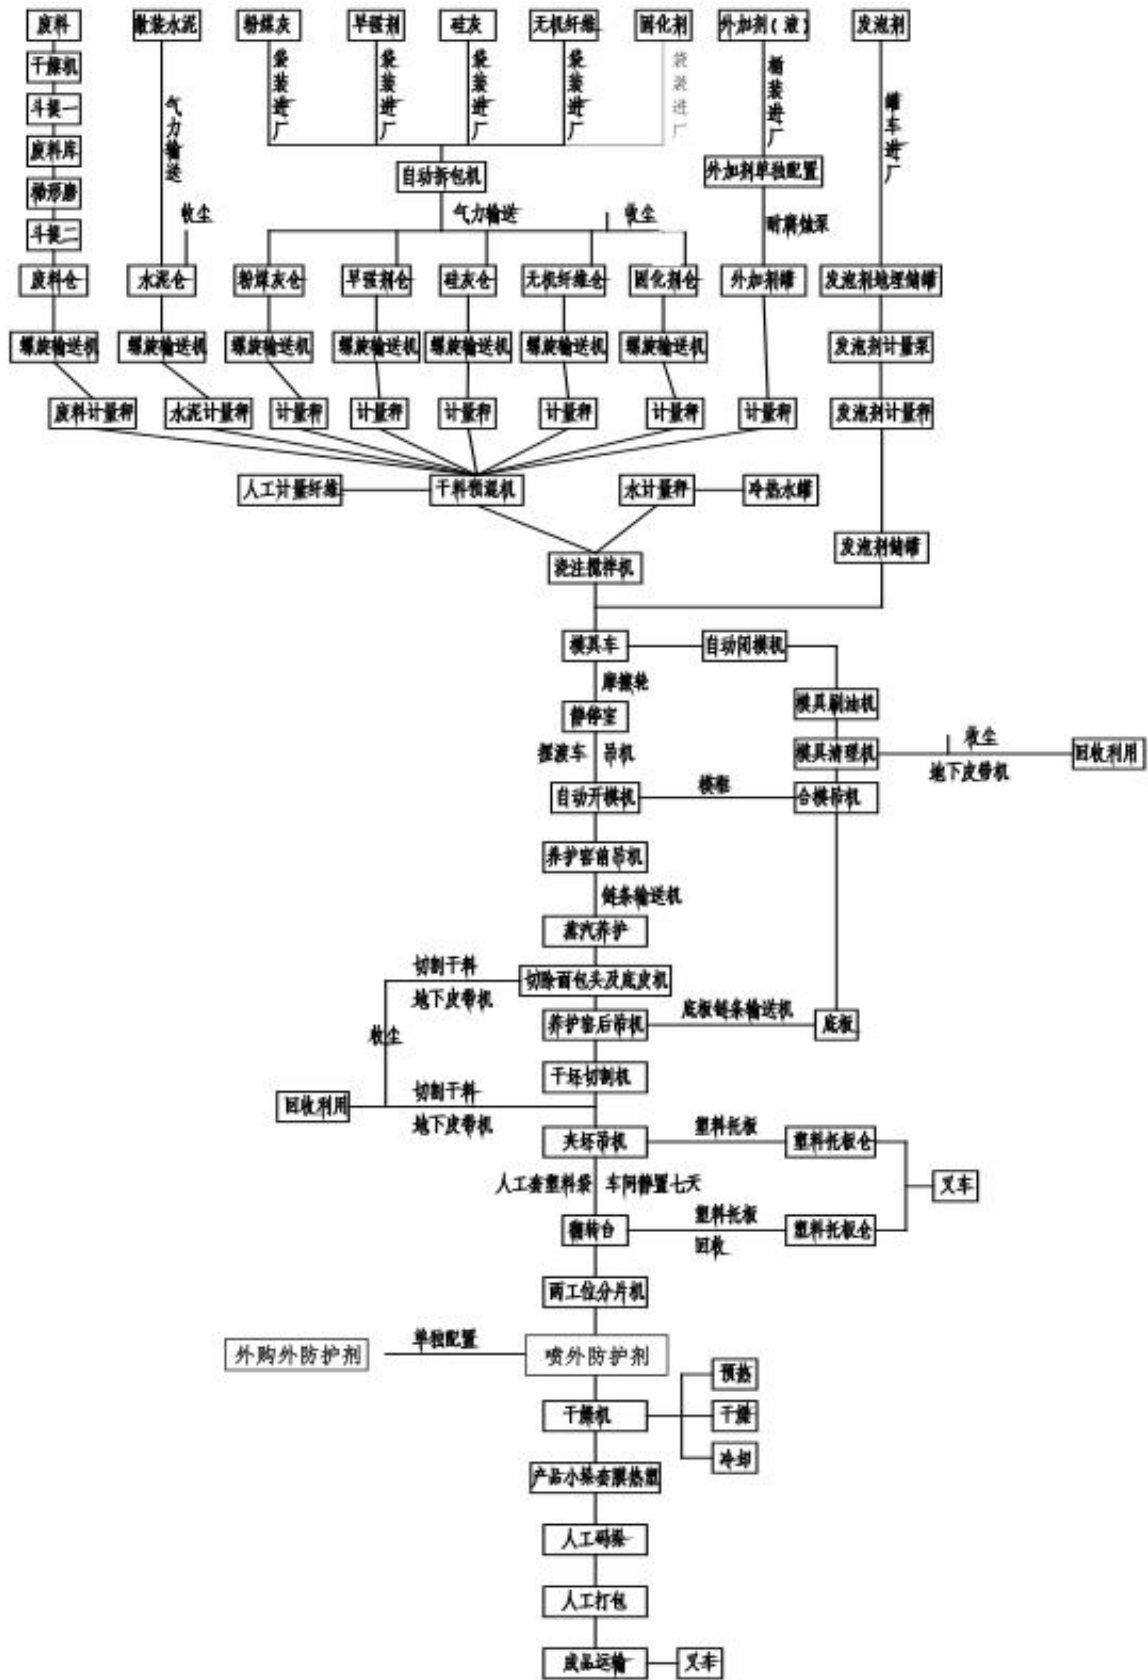 废料 散装水泥 粉煤灰 早强剂 硅灰 无机纤维 固化剂 外加剂(液) 发泡剂
干燥机
斗提一
废料库
梯形磨
斗提二
气力输送
袋装进厂 袋装进厂 袋装进厂 袋装进厂 袋装进厂 桶装进厂 罐车进厂
自动拆包机 外加剂单独配置
收尘 气力输送 收尘 耐腐蚀泵
废料仓 水泥仓 粉煤灰仓 早强剂仓 硅灰仓 无机纤维仓 固化剂仓 外加剂罐 发泡剂地埋储罐
螺旋输送机 螺旋输送机 螺旋输送机 螺旋输送机 螺旋输送机 螺旋输送机 螺旋输送机 发泡剂计量泵
废料计量秤 水泥计量秤 计量秤 计量秤 计量秤 计量秤 计量秤 计量秤 发泡剂计量秤
人工计量纤维 干料预混机 水计量秤 冷热水罐
发泡剂储罐
浇注搅拌机
模具车 自动闭模机
摩擦轮
模具刷油机
静停室
摆渡车 吊机 模具清理机 收尘 地下皮带机 回收利用
自动开模机 模框 合模吊机
养护窑前吊机
链条输送机
蒸汽养护
切割干料 切除面包头及底皮机
地下皮带机 底板链条输送机
养护窑后吊机 底板
收尘
干坯切割机
回收利用 切割干料
地下皮带机
夹坯吊机 塑料托板 塑料托板仓
人工套塑料袋 车间静置七天 叉车
翻转台 塑料托板 塑料托板仓
回收
两工位分片机
外购外防护剂 单独配置 喷外防护剂
预热
干燥机 干燥
冷却
产品小垛套膜热塑
人工码垛
人工打包
成品运输 叉车